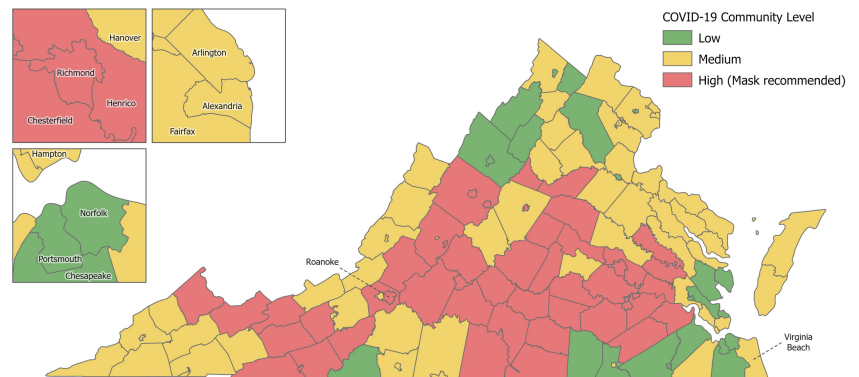 COVID-19 Community Level
Low
Medium
High (Mask recommended)
Hanover
Richmond
Henrico
Chesterfield
Arlington
Alexandria
Fairfax
Hampton
Norfolk
Portsmouth
Chesapeake
Roanoke
Virginia
Beach